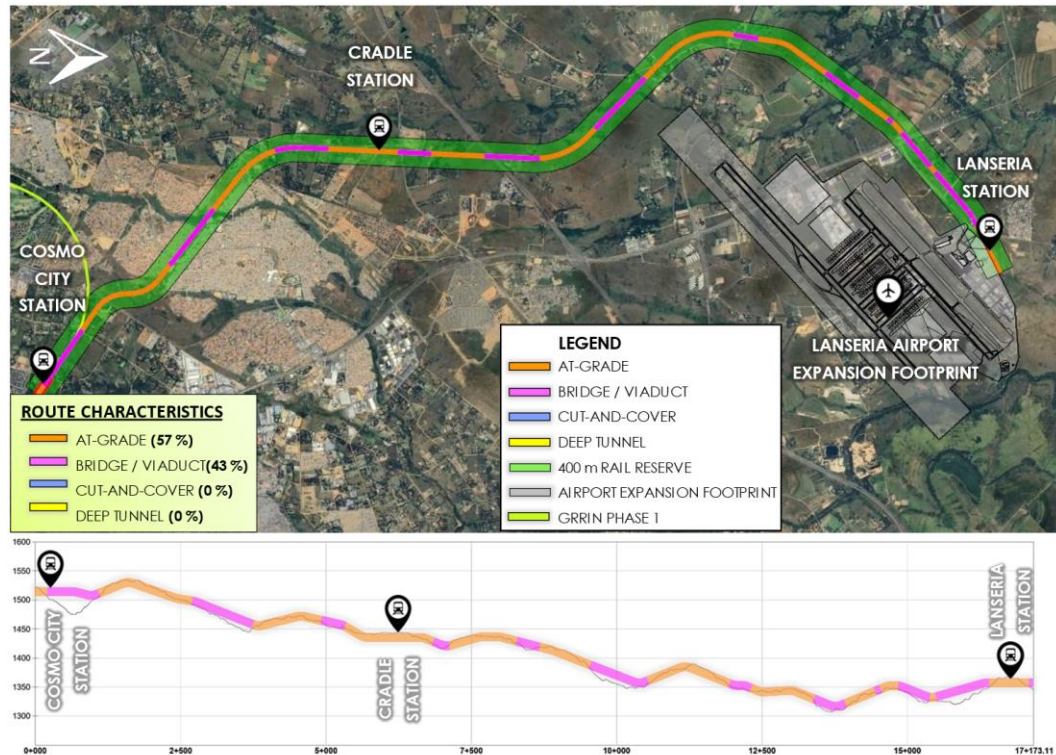 N
CRADLE
STATION
LANSERIA
STATION
COSMO
CITY
STATION
LANSERIA AIRPORT
EXPANSION FOOTPRINT
ROUTE CHARACTERISTICS
AT-GRADE (57 %)
BRIDGE / VIADUCT(43 %)
CUT-AND-COVER (0 %)
DEEP TUNNEL (0 %)
LEGEND
AT-GRADE
BRIDGE / VIADUCT
CUT-AND-COVER
DEEP TUNNEL
400 m RAIL RESERVE
AIRPORT EXPANSION FOOTPRINT
GRRIN PHASE 1
1600
1550
1500
1450
1400
1350
1300
COSMO CITY
STATION
CRADLE
STATION
LANSERIA
STATION
0+000
2+500
5+000
7+500
10+000
12+500
15+000
17+173.11